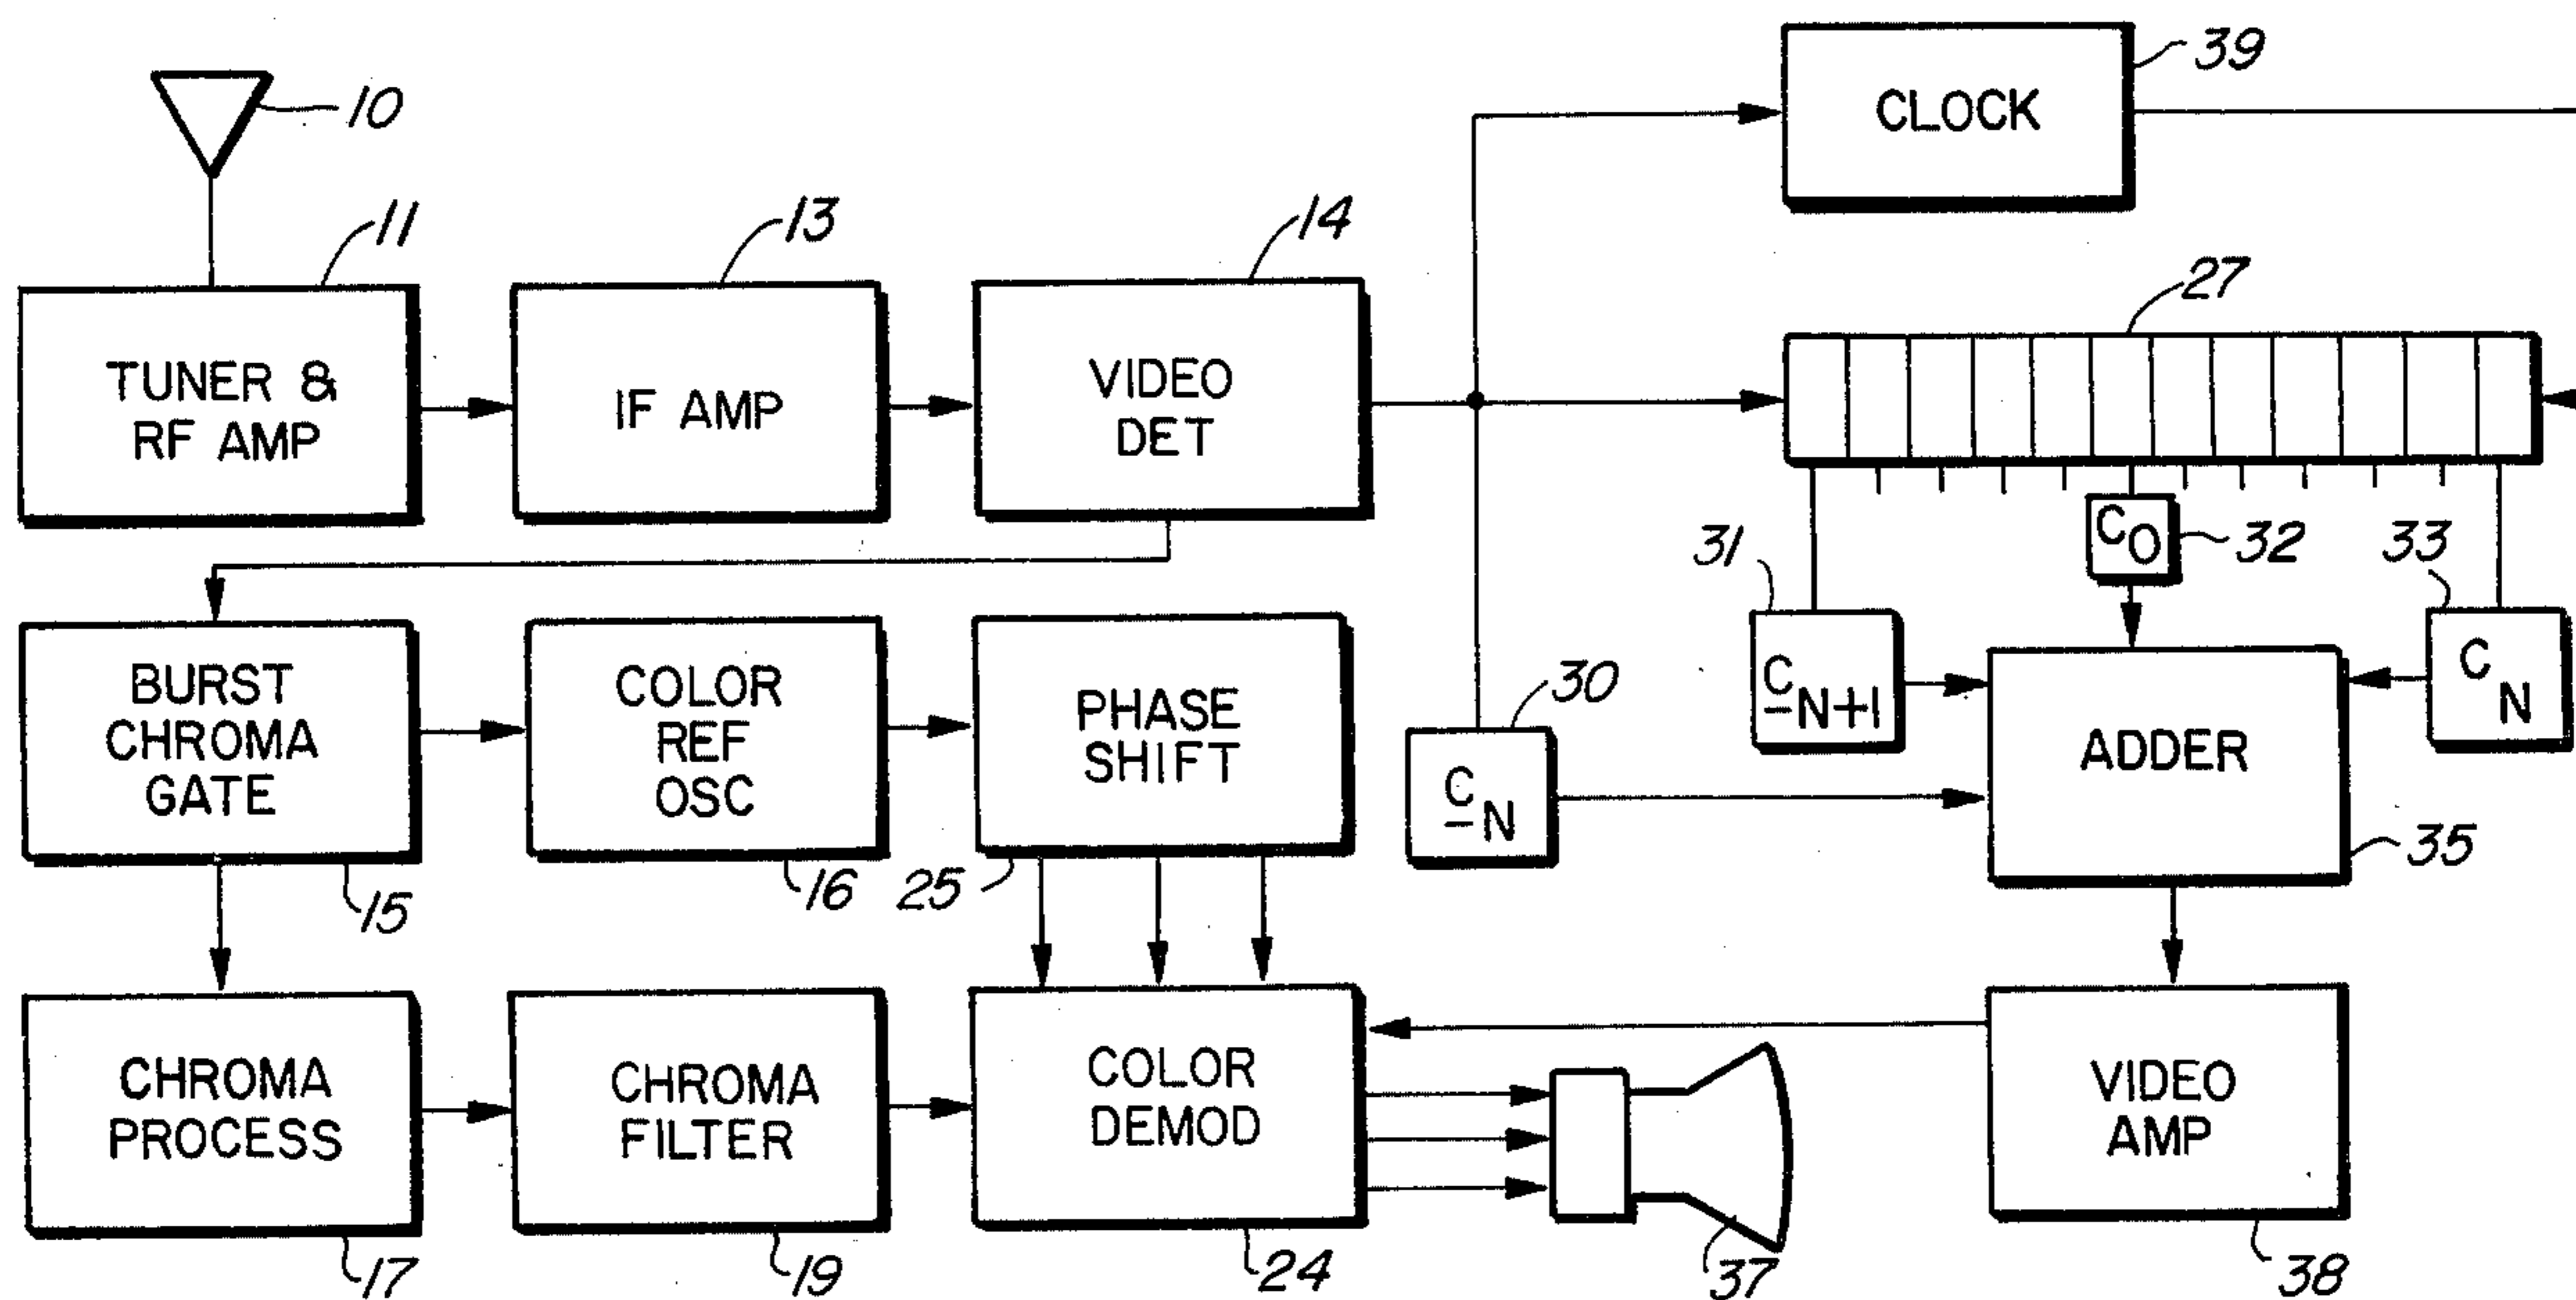 10
39
CLOCK
11
13
14
27
TUNER &
RF AMP
IF AMP
VIDEO
DET
C0
32
31
33
C-N+1
C-N
30
CN
ADDER
35
BURST
CHROMA
GATE
15
COLOR
REF
OSC
16
PHASE
SHIFT
25
CHROMA
PROCESS
17
CHROMA
FILTER
19
COLOR
DEMOD
24
37
VIDEO
AMP
38